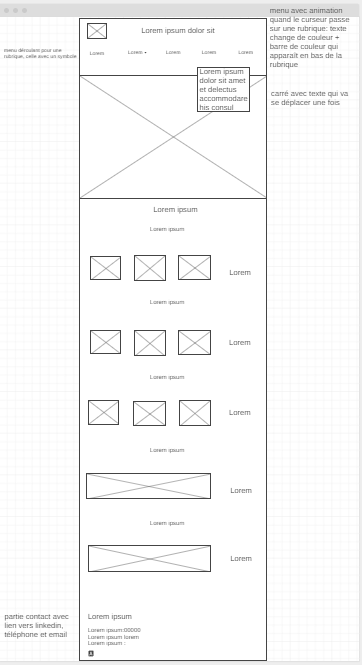 menu avec animation
quand le curseur passe
sur une rubrique: texte
change de couleur +
barre de couleur qui
apparaît en bas de la
rubrique
Lorem ipsum dolor sit
menu déroulant pour une
rubrique, celle avec un symbole
Lorem
Lorem
Lorem
Lorem
Lorem
Lorem ipsum
dolor sit amet
et delectus
accommodare
his consul
carré avec texte qui va
se déplacer une fois
Lorem ipsum
Lorem ipsum
Lorem
Lorem ipsum
Lorem
Lorem ipsum
Lorem
Lorem ipsum
Lorem
Lorem ipsum
Lorem
partie contact avec
lien vers linkedin,
téléphone et email
Lorem ipsum
Lorem ipsum:00000
Lorem ipsum lorem
Lorem ipsum :